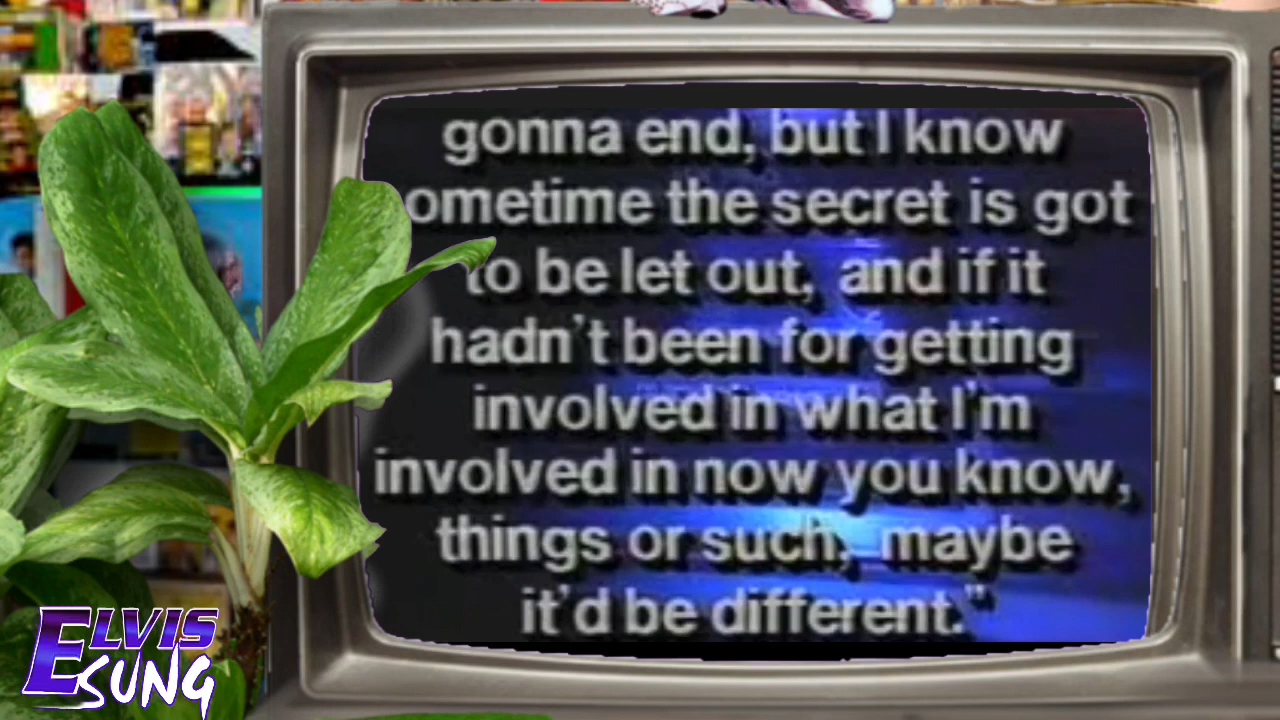 gonna end, but I know
ometime the secret is got
to be let out, and if it
hadn't been for getting
involved in what I'm
involved in now you know,
things or such, maybe
it'd be different."
ELVIS
SUNG